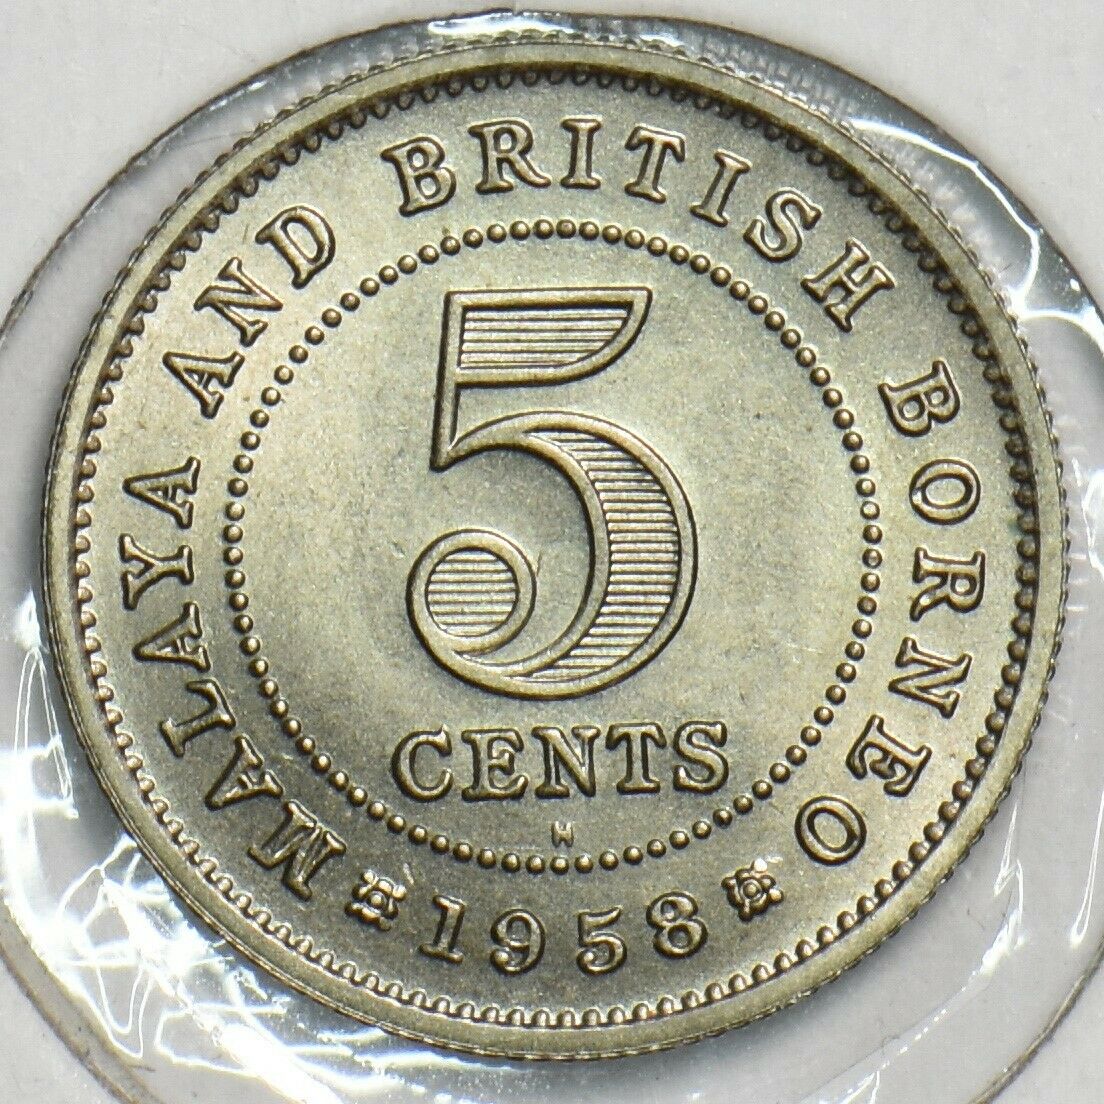 MALAYA AND BRITISH BORNEO
5
CENTS
H
1958